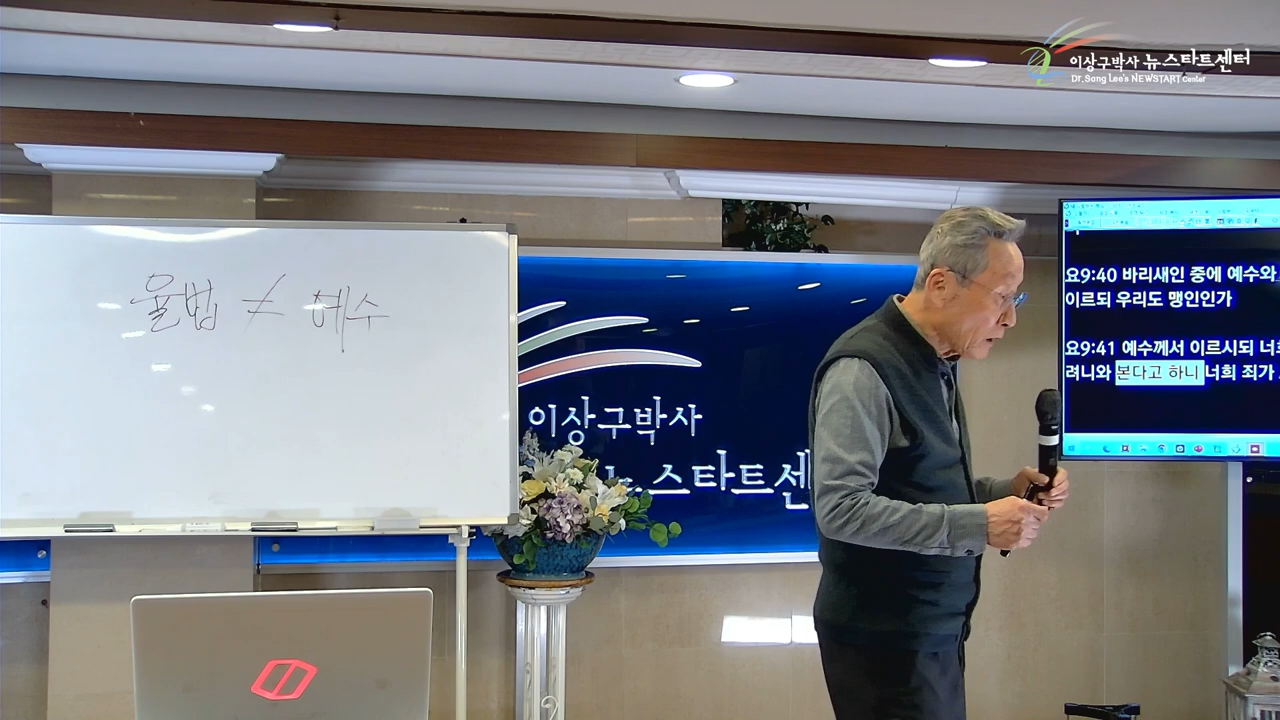 이상구박사 뉴스타트센터
Dr. Sang Lee's NEWSTART Center
율법 ≠ 예수
요9:40 바리새인 중에 예수와
이르되 우리도 맹인인가
요9:41 예수께서 이르시되 너희
려니와 본다고 하니 너희 죄가
이상구박사
뉴스타트센